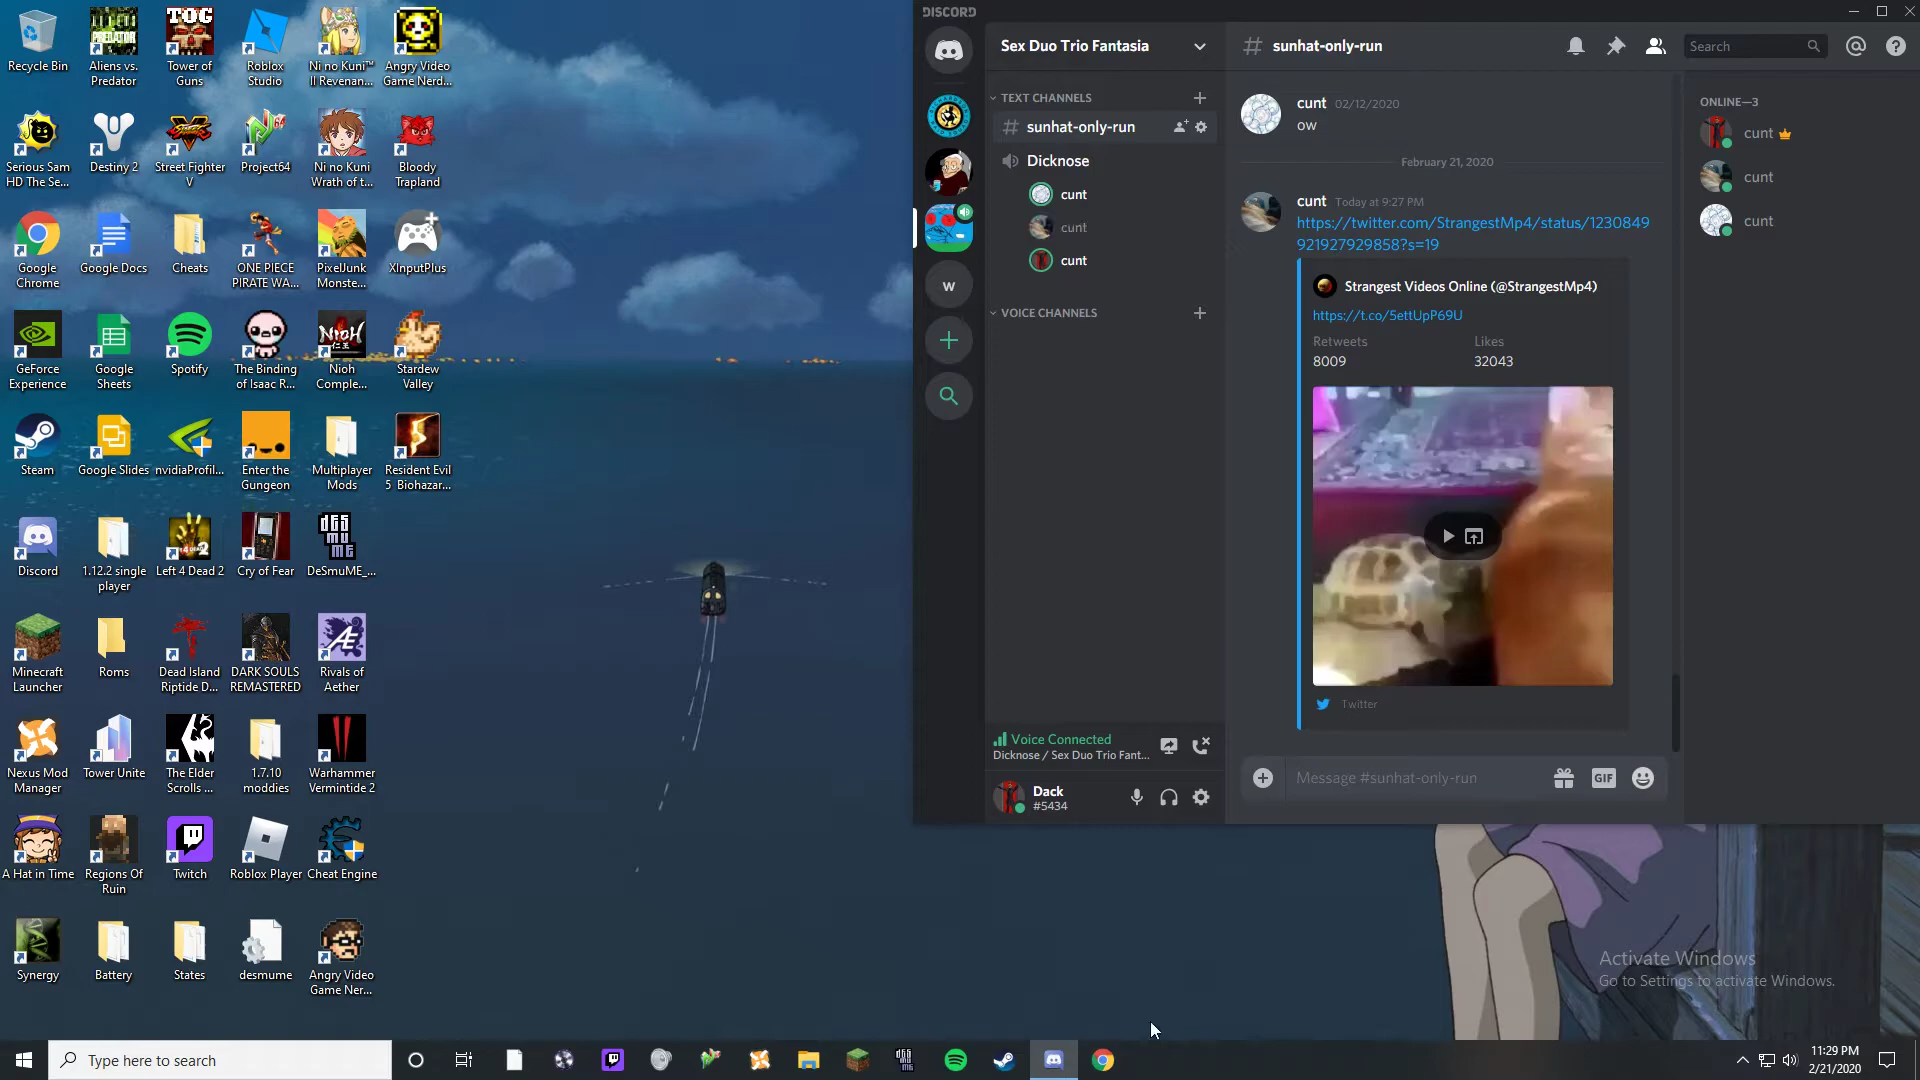 Recycle Bin
Aliens vs.
Predator
Tower of
Guns
Roblox
Studio
Ni no Kuni™
II Revenan...
Angry Video
Game Nerd...
Serious Sam
HD The Se...
Destiny 2
Street Fighter
V
Project64
Ni no Kuni
Wrath of t...
Bloody
Trapland
Google
Chrome
Google Docs
Cheats
ONE PIECE
PIRATE WA...
PixelJunk
Monste...
XInputPlus
GeForce
Experience
Google
Sheets
Spotify
The Binding
of Isaac R...
Nioh
Comple...
Stardew
Valley
Steam
Google Slides
nvidiaProfil...
Enter the
Gungeon
Multiplayer
Mods
Resident Evil
5 Biohazar...
Discord
1.12.2 single
player
Left 4 Dead 2
Cry of Fear
DeSmuME_...
Minecraft
Launcher
Roms
Dead Island
Riptide D...
DARK SOULS
REMASTERED
Rivals of
Aether
Nexus Mod
Manager
Tower Unite
The Elder
Scrolls ...
1.7.10
moddies
Warhammer
Vermintide 2
A Hat in Time
Regions Of
Ruin
Twitch
Roblox Player
Cheat Engine
Synergy
Battery
States
desmume
Angry Video
Game Ner...
DISCORD
Sex Duo Trio Fantasia
TEXT CHANNELS
sunhat-only-run
Dicknose
cunt
cunt
cunt
VOICE CHANNELS
w
Voice Connected
Dicknose / Sex Duo Trio Fant...
Dack
#5434
# sunhat-only-run
Search
cunt 02/12/2020
ow
February 21, 2020
cunt Today at 9:27 PM
https://twitter.com/StrangestMp4/status/1230849
921927929858?s=19
Strangest Videos Online (@StrangestMp4)
https://t.co/5ettUpP69U
Retweets Likes
8009 32043
Twitter
Message #sunhat-only-run
GIF
ONLINE—3
cunt
cunt
cunt
Activate Windows
Go to Settings to activate Windows.
Type here to search
11:29 PM
2/21/2020